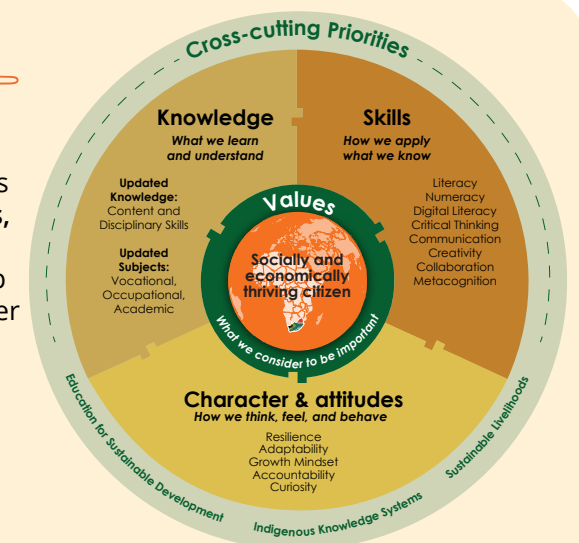 Cross-cutting Priorities
Knowledge
What we learn
and understand
Updated
Knowledge:
Content and
Disciplinary Skills
Updated
Subjects:
Vocational,
Occupational,
Academic
Skills
How we apply
what we know
Literacy
Numeracy
Digital Literacy
Critical Thinking
Communication
Creativity
Collaboration
Metacognition
Values
Socially and
economically
thriving citizen
What we consider to be important
Character & attitudes
How we think, feel, and behave
Resilience
Adaptability
Growth Mindset
Accountability
Curiosity
Education for Sustainable Development
Indigenous Knowledge Systems
Sustainable Livelihoods